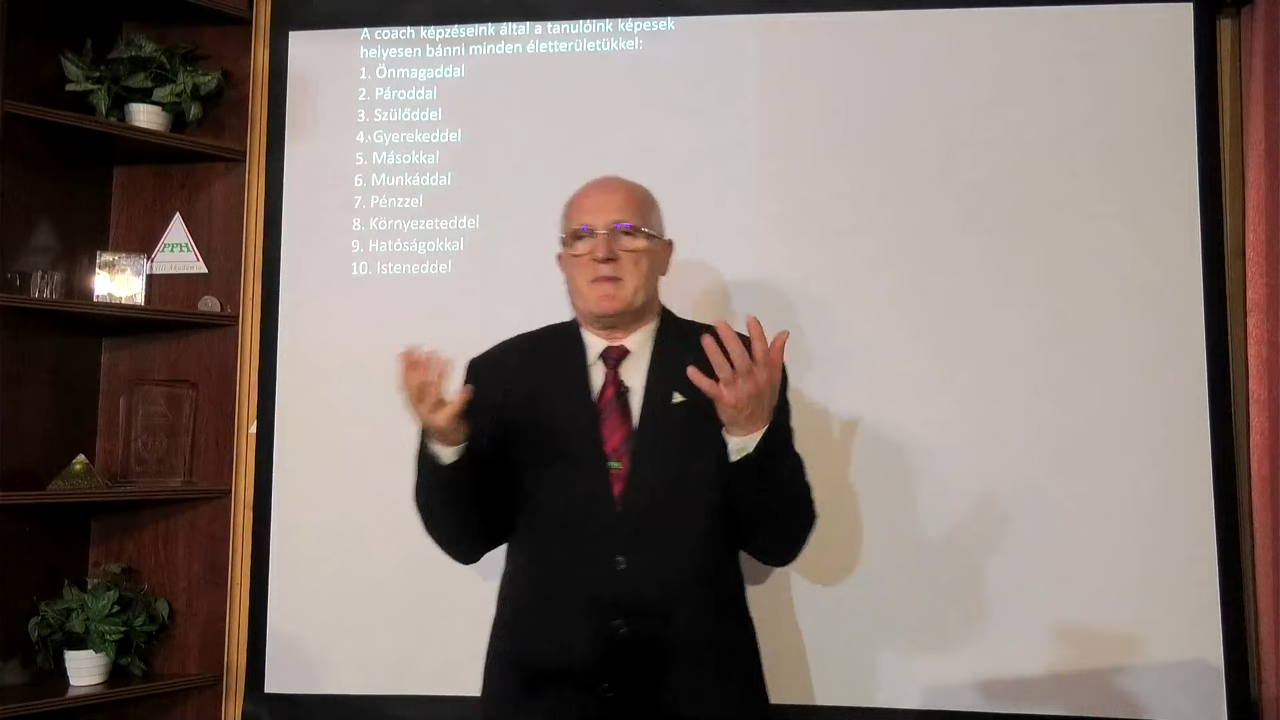 A coach képzéseink által a tanulóink képesek
helyesen bánni minden életterületükkel:
1. Önmagaddal
2. Pároddal
3. Szülőddel
4. Gyerekeddel
5. Másokkal
6. Munkáddal
7. Pénzzel
8. Környezeteddel
9. Hatóságokkal
10. Isteneddel
PPH
Akadémia